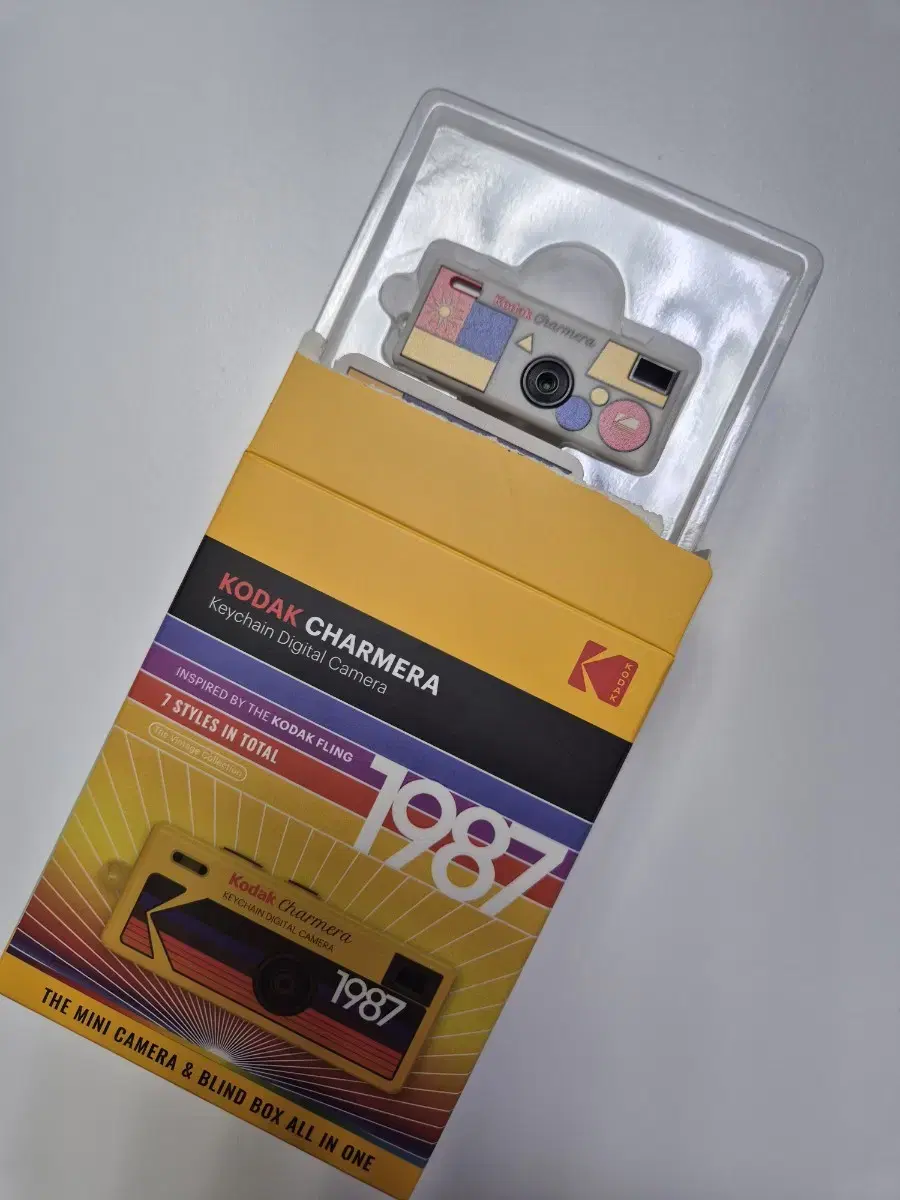 Kodak Charmera
KODAK CHARMERA
Keychain Digital Camera
KODAK
INSPIRED BY THE KODAK FLING
7 STYLES IN TOTAL
The Vintage Collection
1987
Kodak Charmera
KEYCHAIN DIGITAL CAMERA
1987
THE MINI CAMERA & BLIND BOX ALL IN ONE